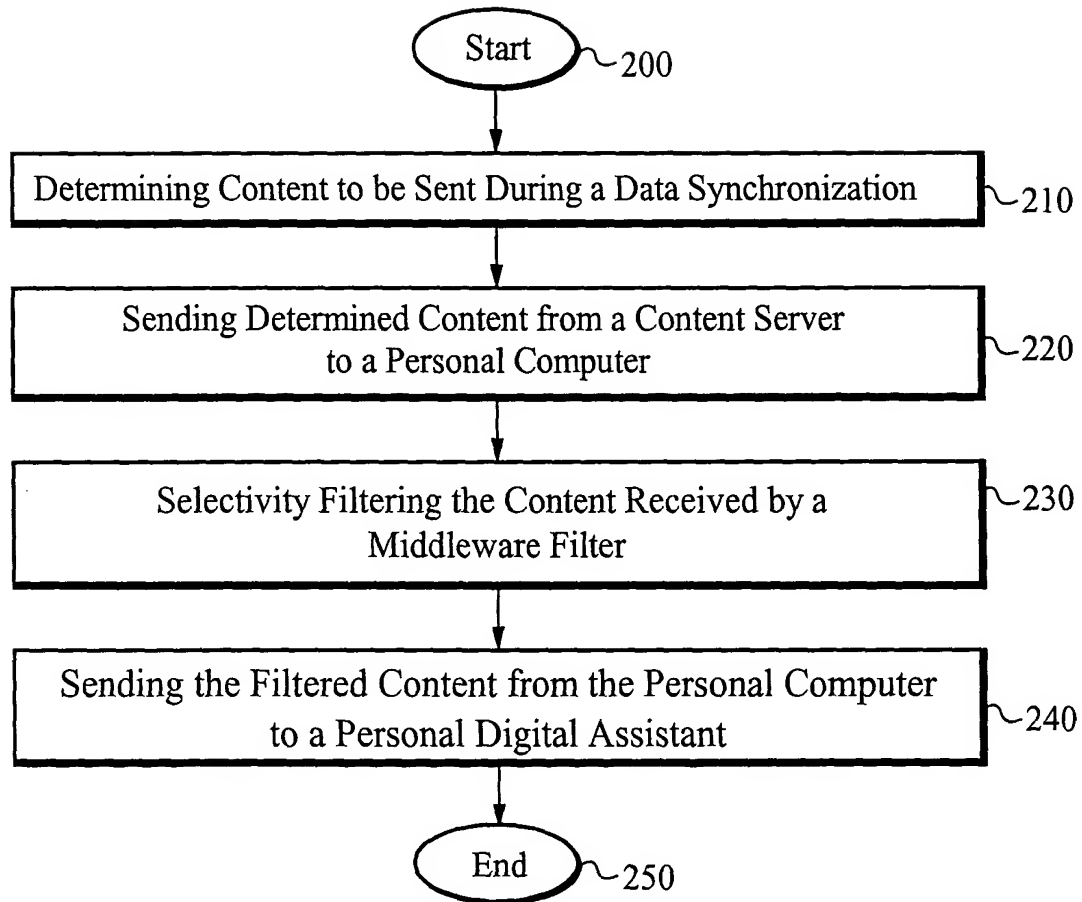 Start
200
Determining Content to be Sent During a Data Synchronization
210
Sending Determined Content from a Content Server
to a Personal Computer
220
Selectivity Filtering the Content Received by a
Middleware Filter
230
Sending the Filtered Content from the Personal Computer
to a Personal Digital Assistant
240
End
250